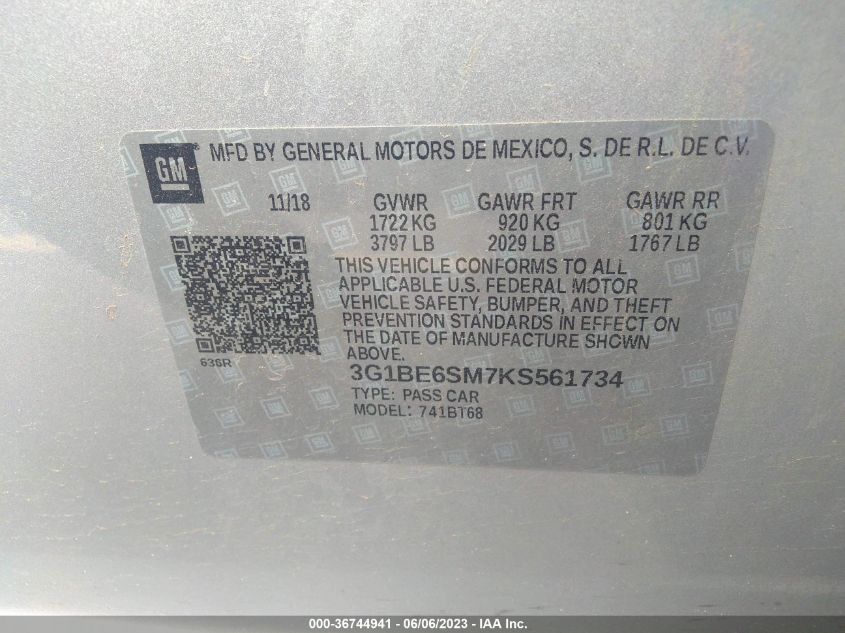 GM MFD BY GENERAL MOTORS DE MEXICO, S. DE R.L. DE C.V.
11/18 GVWR GAWR FRT GAWR RR
1722 KG 920 KG 801 KG
3797 LB 2029 LB 1767 LB
THIS VEHICLE CONFORMS TO ALL
APPLICABLE U.S. FEDERAL MOTOR
VEHICLE SAFETY, BUMPER, AND THEFT
PREVENTION STANDARDS IN EFFECT ON
THE DATE OF MANUFACTURE SHOWN
ABOVE.
636R
3G1BE6SM7KS561734
TYPE: PASS CAR
MODEL: 741BT68
000-36744941 - 06/06/2023 - IAA Inc.